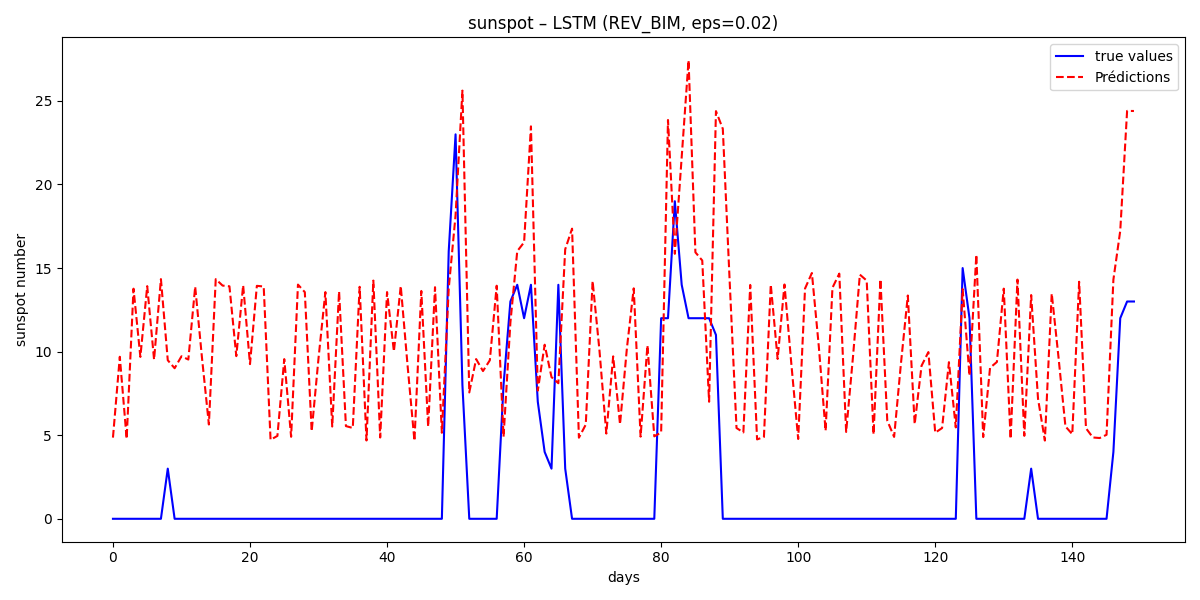 sunspot – LSTM (REV_BIM, eps=0.02)
true values
Prédictions
sunspot number
25
20
15
10
5
0
0 20 40 60 80 100 120 140
days